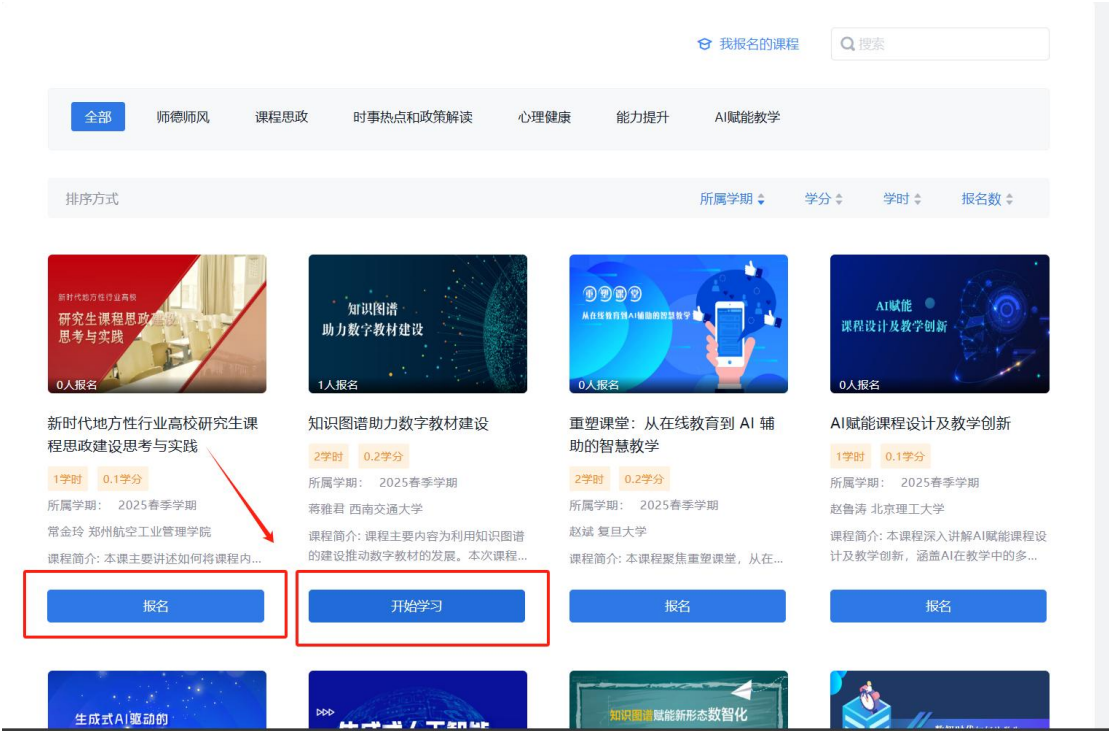 我报名的课程
搜索
全部 师德师风 课程思政 时事热点和政策解读 心理健康 能力提升 AI赋能教学
排序方式 所属学期 学分 学时 报名数
新时代地方性行业高校
研究生课程思政
思考与实践
0人报名
新时代地方性行业高校研究生课
程思政建设思考与实践
1学时 0.1学分
所属学期： 2025春季学期
常金玲 郑州航空工业管理学院
课程简介: 本课主要讲述如何将课程内...
报名
知识图谱
助力数字教材建设
1人报名
知识图谱助力数字教材建设
2学时 0.2学分
所属学期： 2025春季学期
蒋雅君 西南交通大学
课程简介: 课程主要内容为利用知识图谱
的建设推动数字教材的发展。本次课程...
开始学习
重塑课堂
从在线教育到AI辅助的智慧教学
0人报名
重塑课堂：从在线教育到 AI 辅
助的智慧教学
2学时 0.2学分
所属学期： 2025春季学期
赵斌 复旦大学
课程简介: 本课程聚焦重塑课堂，从在...
报名
AI赋能
课程设计及教学创新
0人报名
AI赋能课程设计及教学创新
1学时 0.1学分
所属学期： 2025春季学期
赵鲁涛 北京理工大学
课程简介: 本课程深入讲解AI赋能课程设
计及教学创新，涵盖AI在教学中的多...
报名
生成式AI驱动的
知识图谱赋能新形态数智化